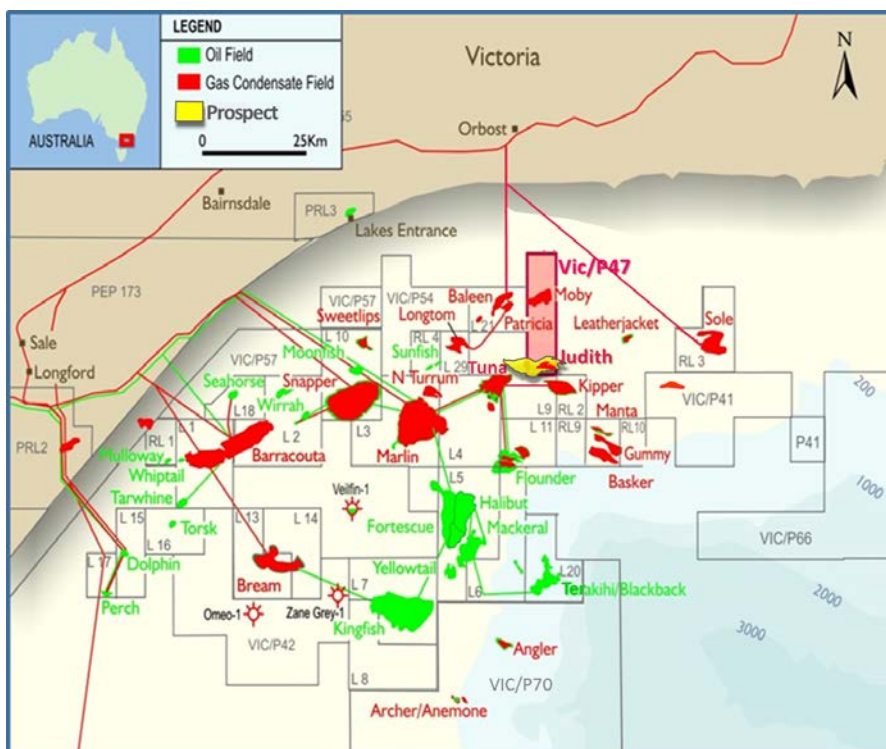 LEGEND
Oil Field
Gas Condensate Field
Prospect
0 25Km
AUSTRALIA
Victoria
N
Orbost
Bairnsdale
PRL3
Lakes Entrance
PEP 173
Vic/P47
VIC/P57
VIC/P54
Baleen
Moby
Sweetlips
Longtom
L 21
Patricia
Leatherjacket
Sole
L 10
RL 4
Sale
Moonfish
Sunfish
RL 3
Longford
VIC/P57
L 29
Tuna
Judith
Seahorse
Snapper
N Turrum
Kipper
200
Wirrah
VIC/P41
L 18
L9
RL 2
Manta
PRL2
RL 1
L 1
L 2
L3
L 11
RL9
RL10
P41
Mulloway
Barracouta
Marlin
L4
Gummy
1000
Whiptail
Flounder
Basker
Tarwhine
Veilfin-1
L5
Halibut
L 15
L 13
L 14
Fortescue
Torsk
Mackeral
VIC/P66
L 16
L 17
Dolphin
Yellowtail
L20
Bream
L 7
L6
Terakihi/Blackback
2000
Perch
Omeo-1
Zane Grey-1
Kingfish
3000
VIC/P42
Angler
L 8
VIC/P70
Archer/Anemone